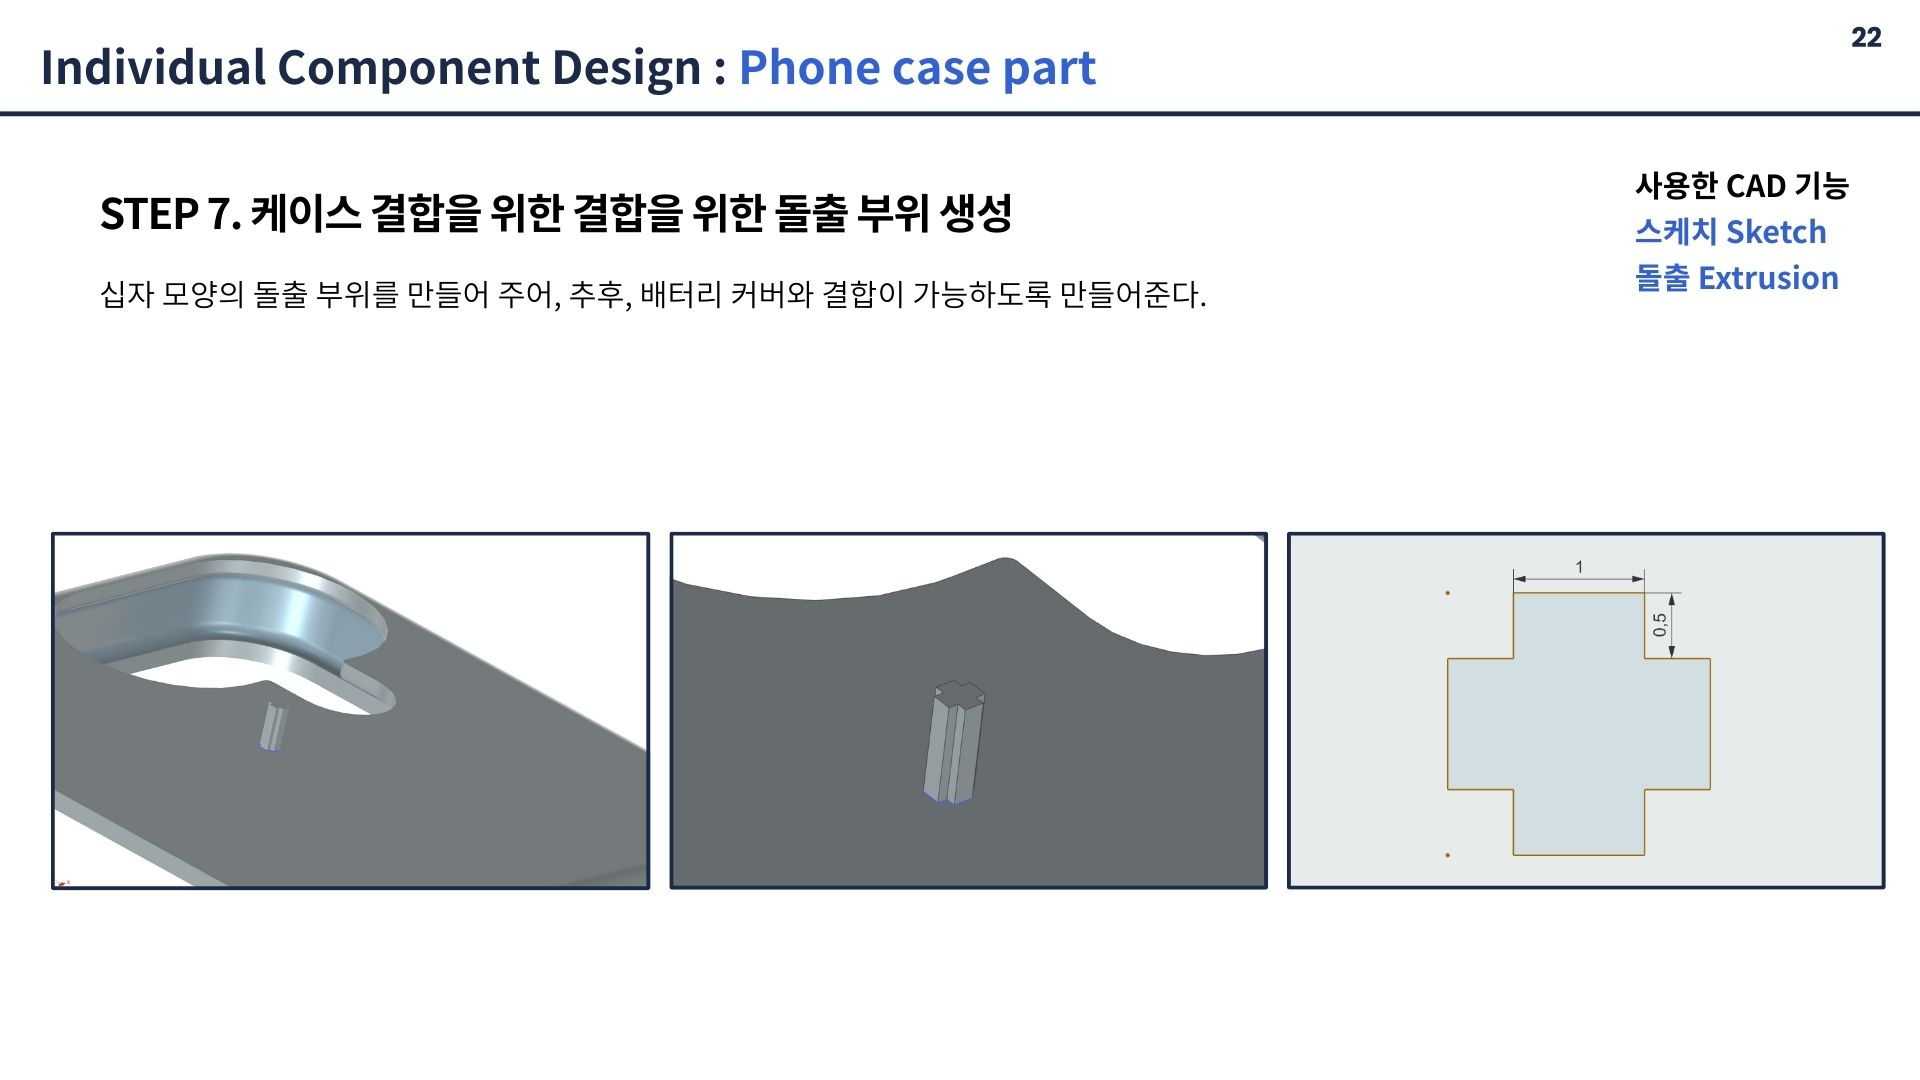 22
Individual Component Design : Phone case part
STEP 7. 케이스 결합을 위한 결합을 위한 돌출 부위 생성
십자 모양의 돌출 부위를 만들어 주어, 추후, 배터리 커버와 결합이 가능하도록 만들어준다.
사용한 CAD 기능
스케치 Sketch
돌출 Extrusion
1
0,5